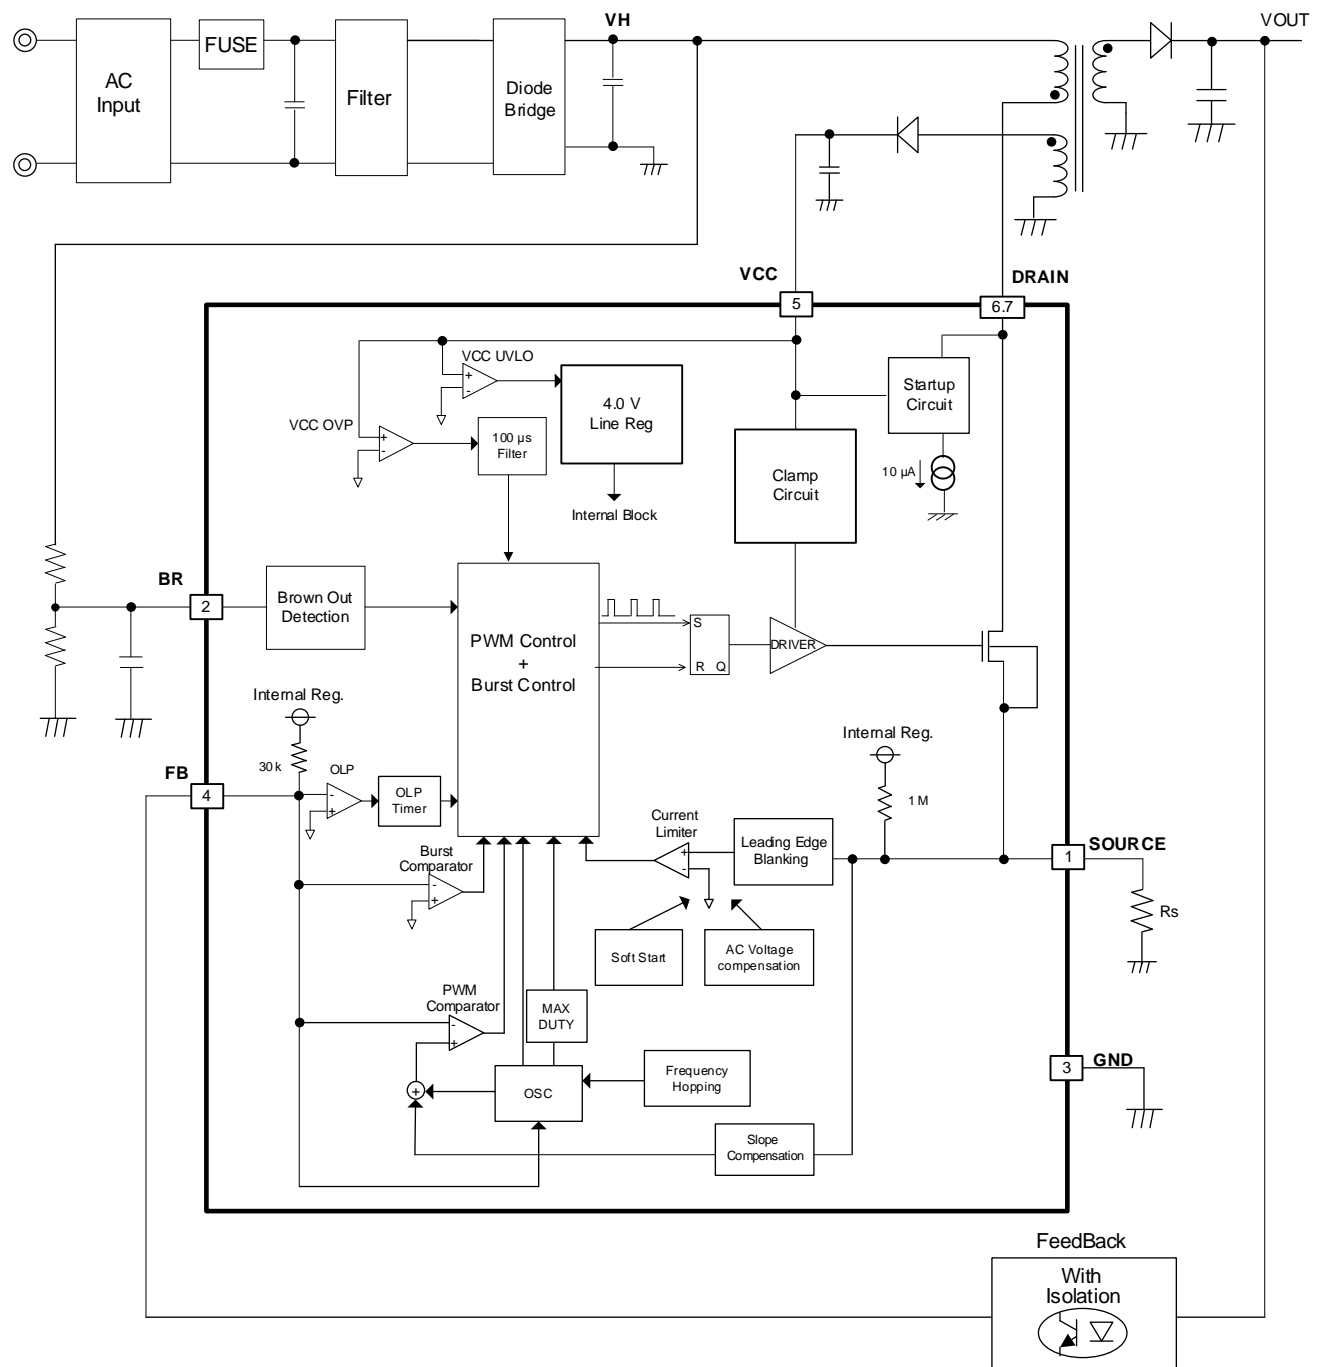 VH
VOUT
FUSE
AC
Input
Filter
Diode
Bridge
VCC
DRAIN
5
6.7
VCC UVLO
+
-
4.0 V
Line Reg
Startup
Circuit
VCC OVP
+
-
100 µs
Filter
10 µA
Clamp
Circuit
Internal Block
BR
2
Brown Out
Detection
PWM Control
+
Burst Control
S
R Q
DRIVER
Internal Reg.
30 k
FB
4
OLP
-
+
OLP
Timer
Internal Reg.
1 M
Current
Limiter
+
-
Leading Edge
Blanking
1
SOURCE
Rs
Burst
Comparator
-
+
Soft Start
AC Voltage
compensation
PWM
Comparator
-
+
MAX
DUTY
+
OSC
Frequency
Hopping
3
GND
Slope
Compensation
FeedBack
With
Isolation